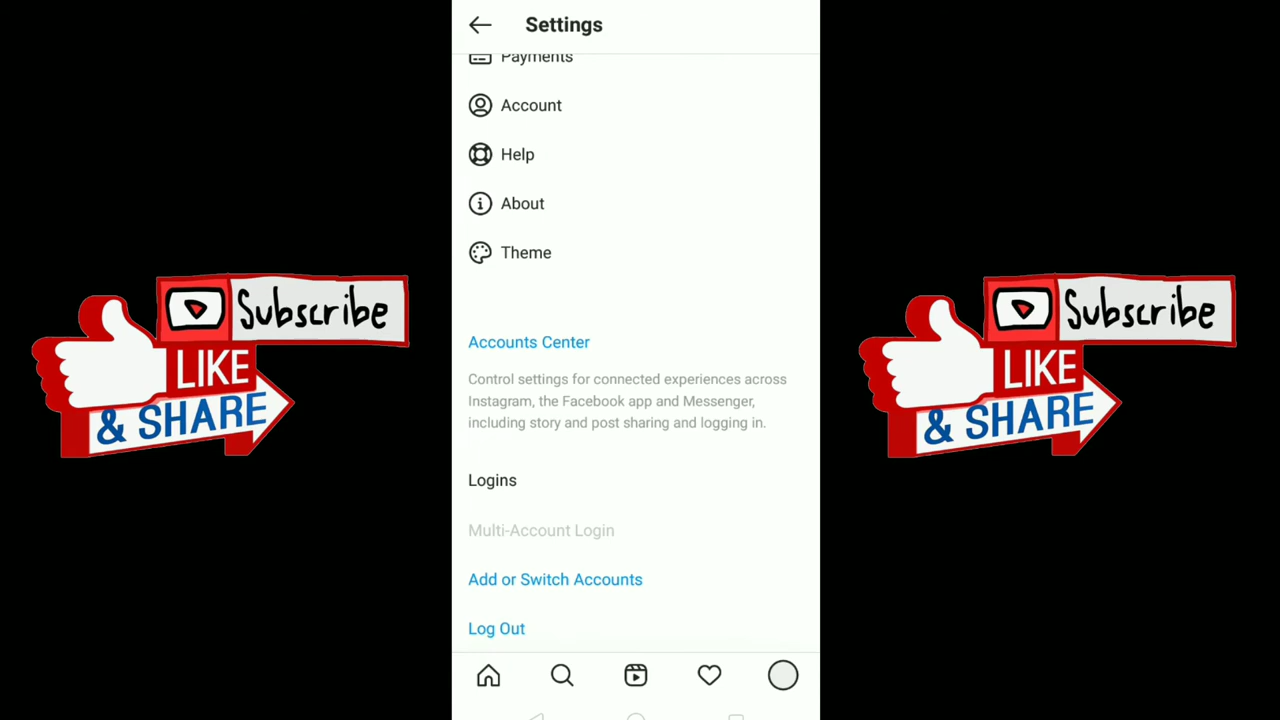 Settings
Payments
Account
Help
About
Theme
Accounts Center
Control settings for connected experiences across
Instagram, the Facebook app and Messenger,
including story and post sharing and logging in.
Logins
Multi-Account Login
Add or Switch Accounts
Log Out
Subscribe
LIKE
& SHARE
Subscribe
LIKE
& SHARE